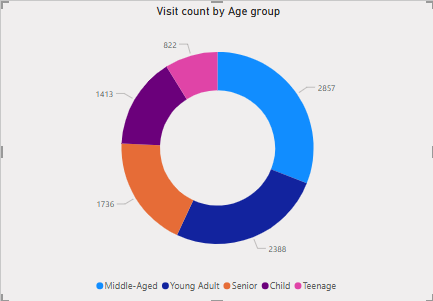 Visit count by Age group
822
2857
1413
1736
2388
Middle-Aged Young Adult Senior Child Teenage